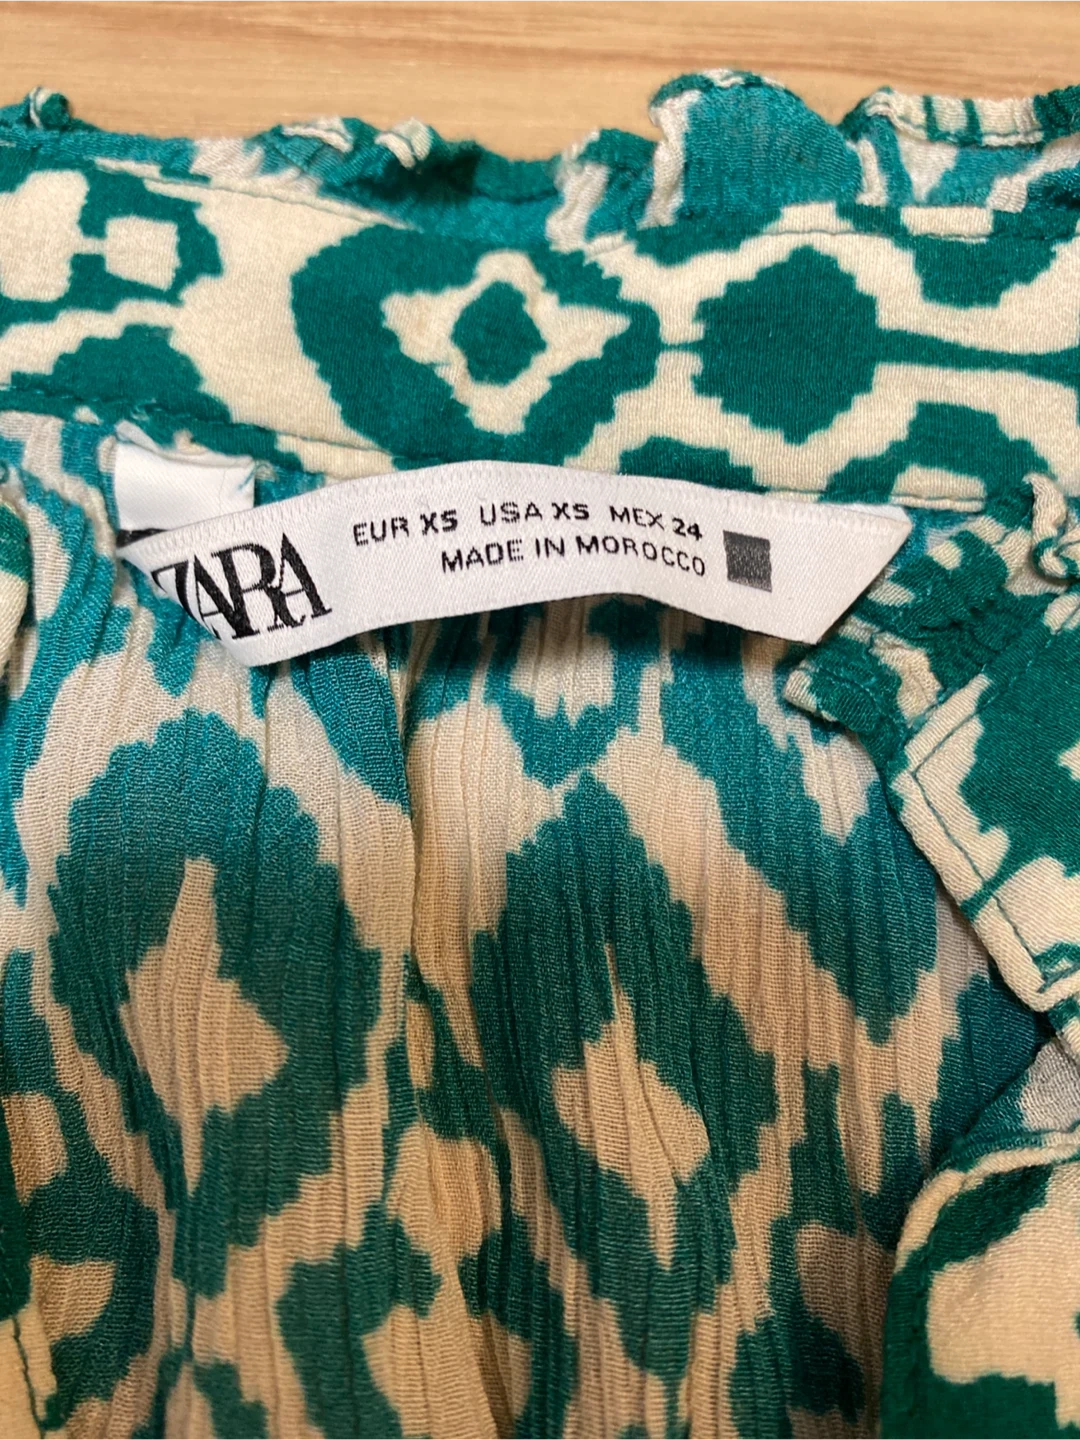 ZARA
EUR XS USA XS MEX 24
MADE IN MOROCCO